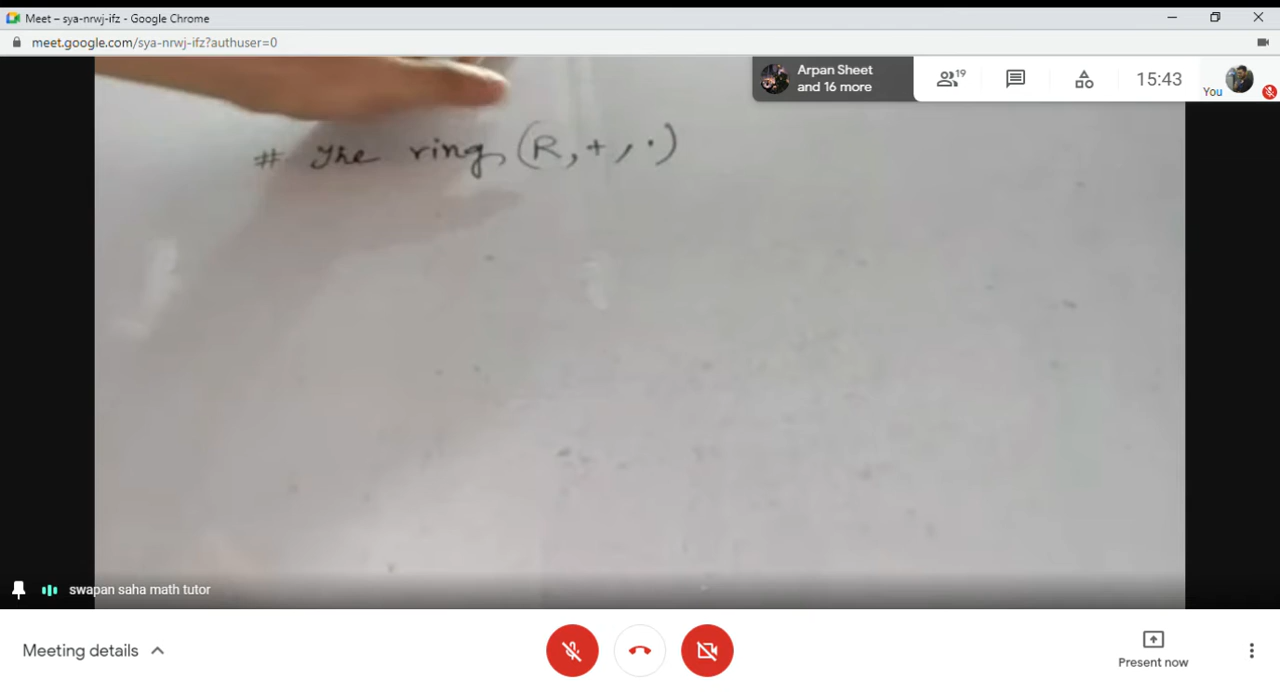 Meet – sya-nrwj-ifz - Google Chrome
meet.google.com/sya-nrwj-ifz?authuser=0
Arpan Sheet
and 16 more
19
15:43
You
# The ring, (R, +, ·)
swapan saha math tutor
Meeting details
Present now